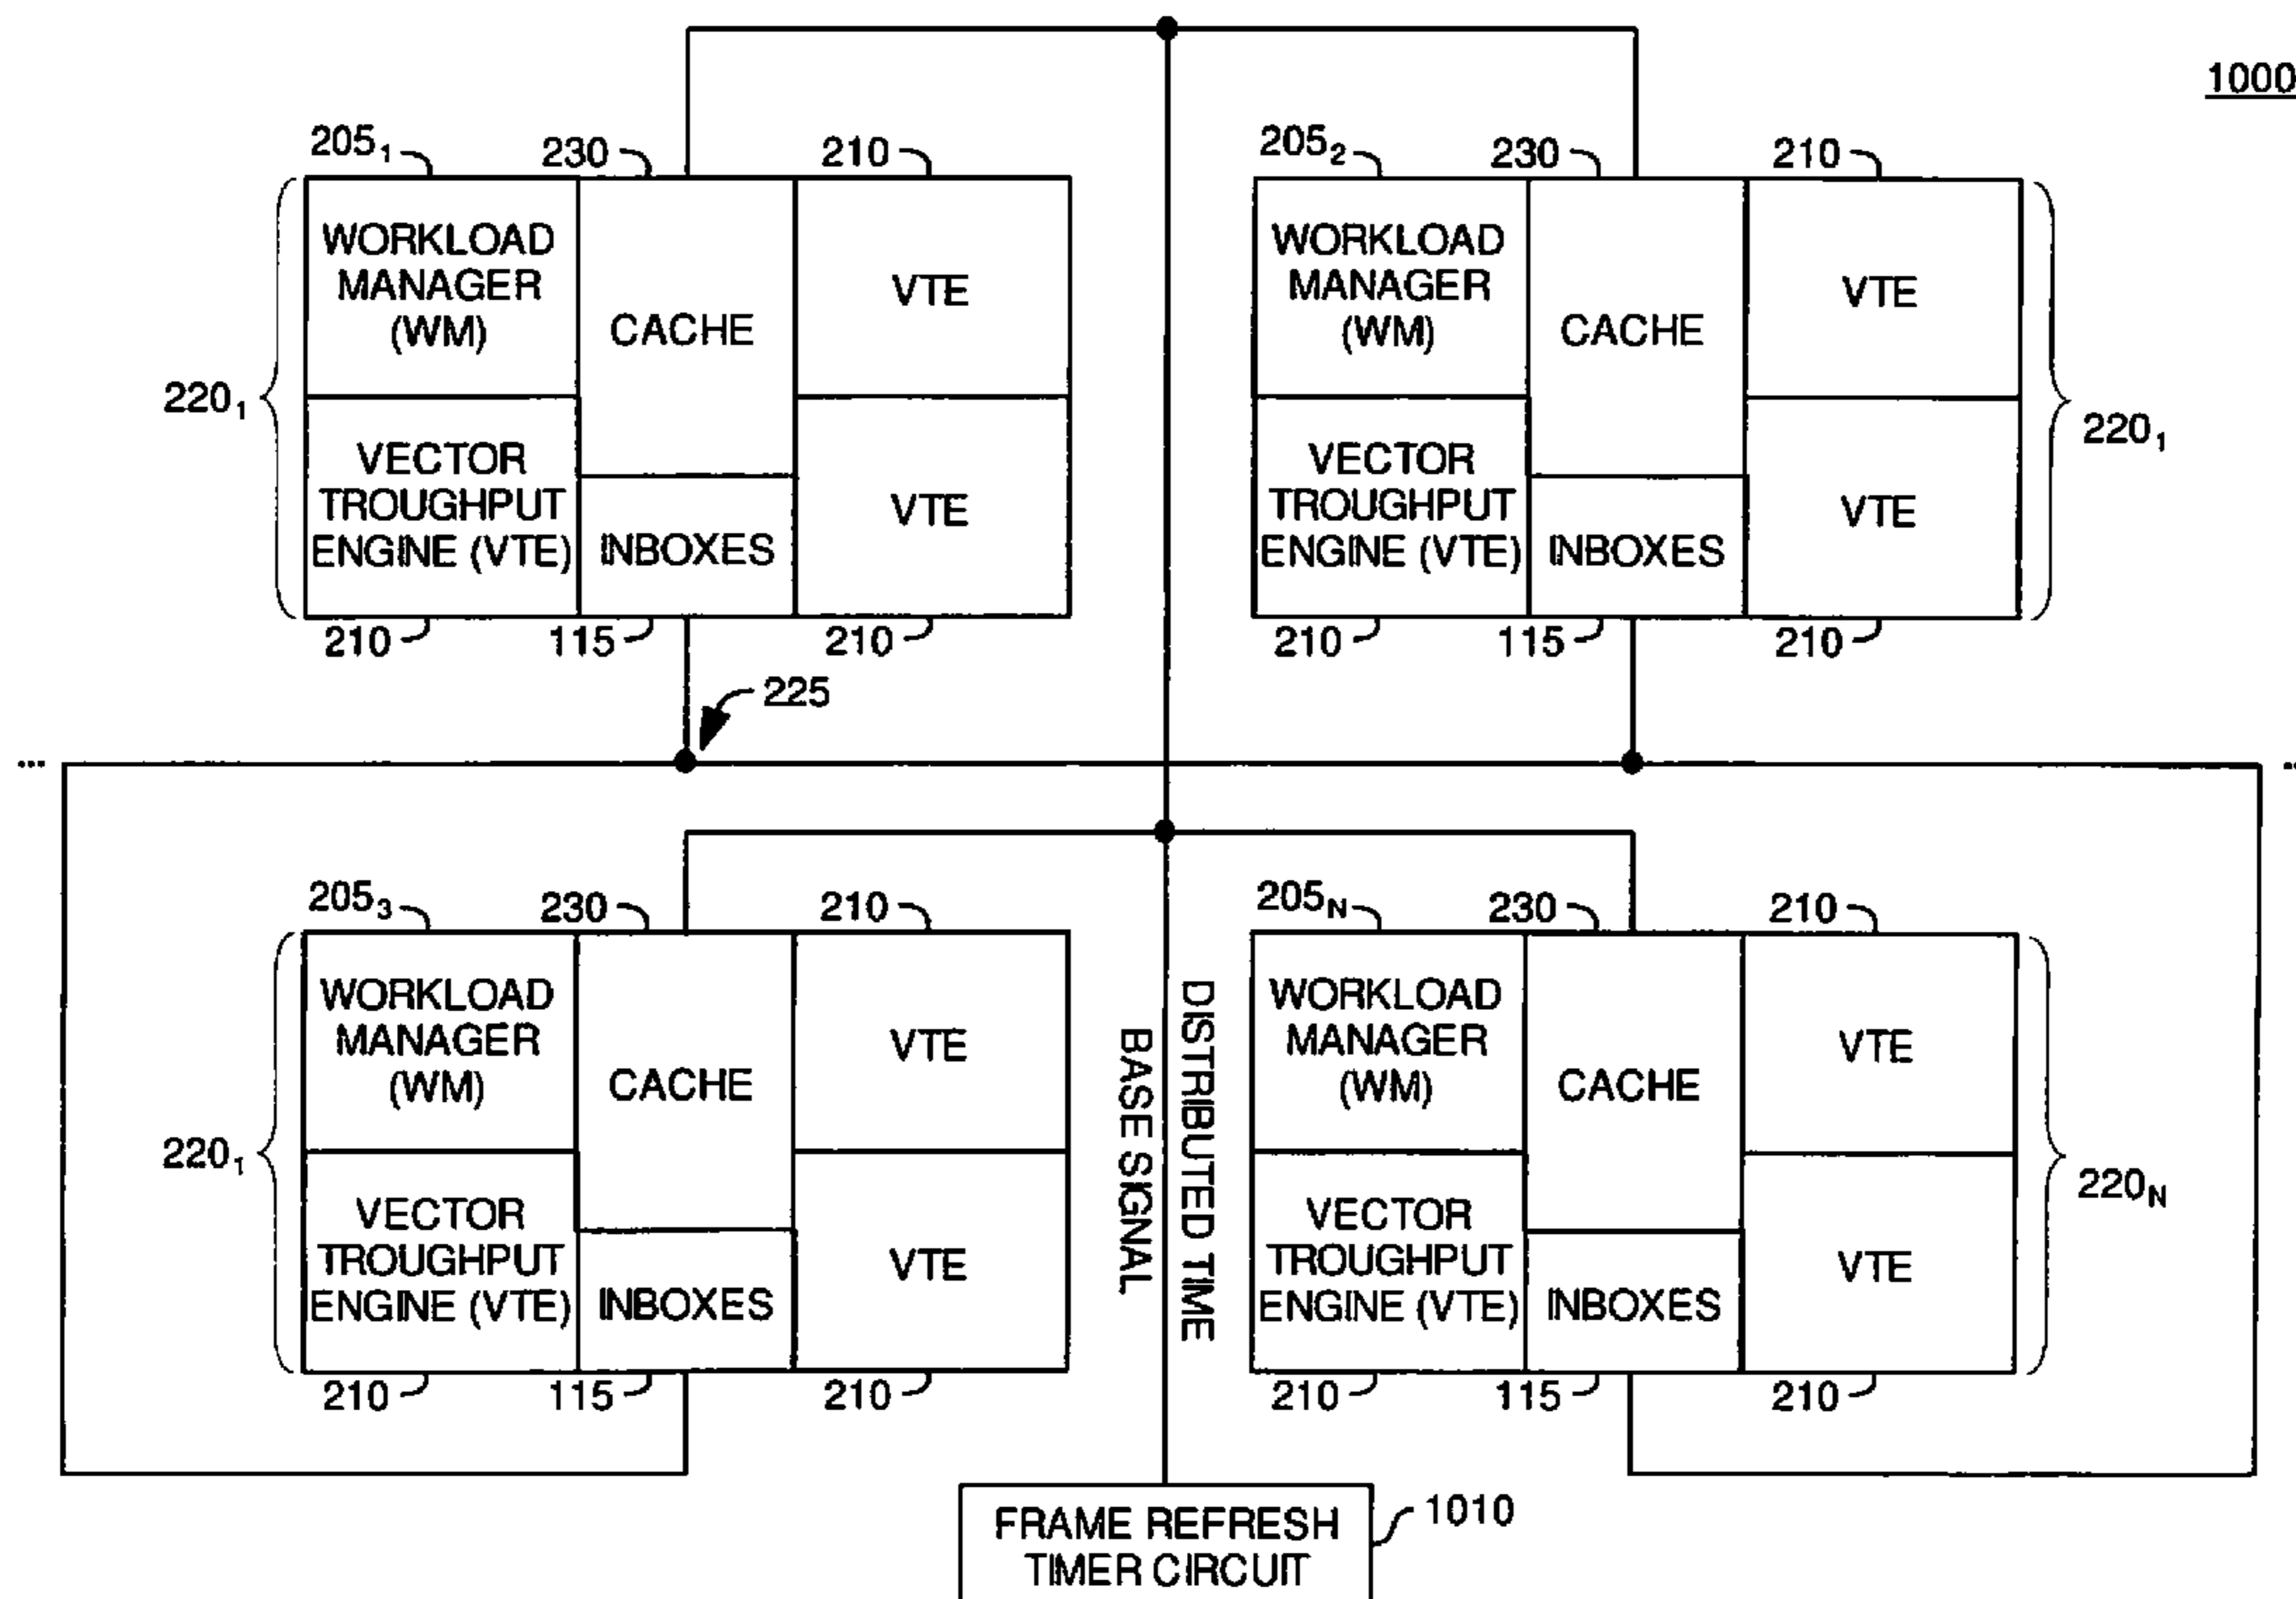 1000
205₁ 230 210
WORKLOAD
MANAGER
(WM)
CACHE
VTE
220₁
VECTOR
TROUGHPUT
ENGINE (VTE)
INBOXES
VTE
210 115 210
205₂ 230 210
WORKLOAD
MANAGER
(WM)
CACHE
VTE
VECTOR
TROUGHPUT
ENGINE (VTE)
INBOXES
VTE
220₁
210 115 210
225
...
...
205₃ 230 210
WORKLOAD
MANAGER
(WM)
CACHE
VTE
220₁
VECTOR
TROUGHPUT
ENGINE (VTE)
INBOXES
VTE
210 115 210
DISTRIBUTED TIME
BASE SIGNAL
205N 230 210
WORKLOAD
MANAGER
(WM)
CACHE
VTE
VECTOR
TROUGHPUT
ENGINE (VTE)
INBOXES
VTE
220N
210 115 210
FRAME REFRESH
TIMER CIRCUIT
1010